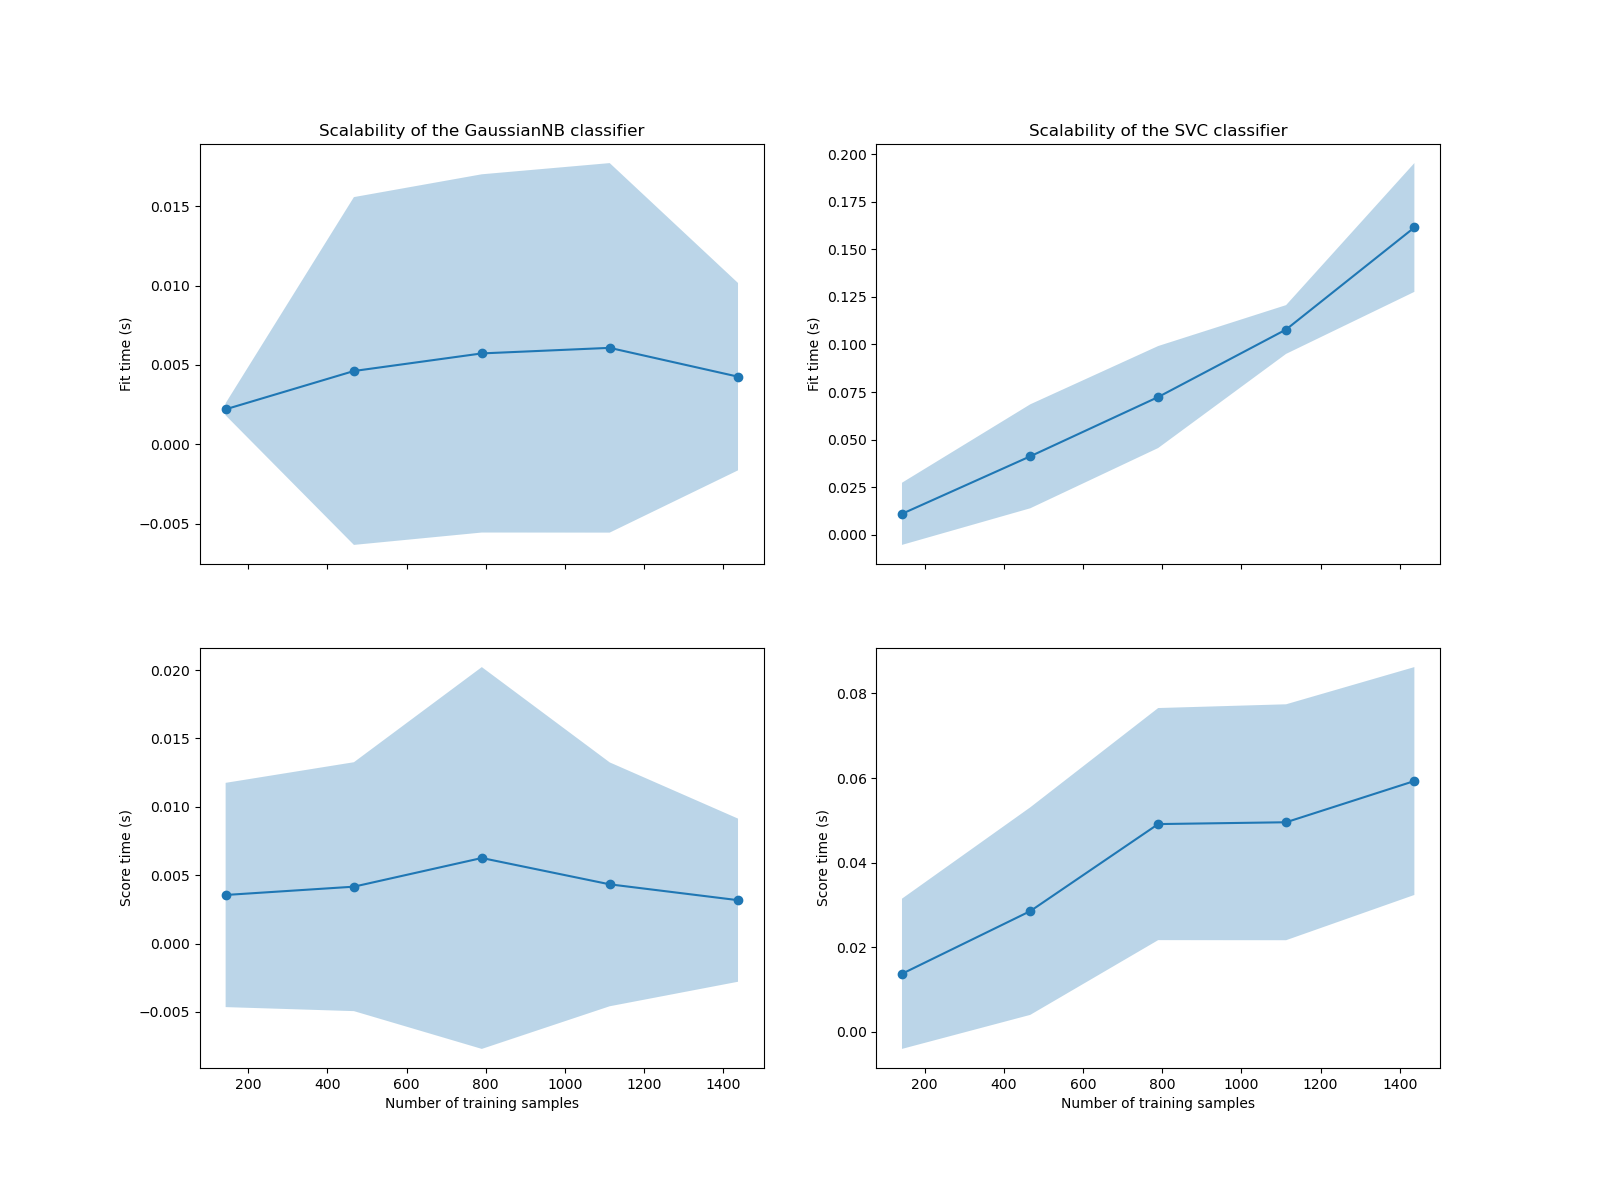 Scalability of the GaussianNB classifier
Fit time (s)
0.015
0.010
0.005
0.000
−0.005
Scalability of the SVC classifier
Fit time (s)
0.200
0.175
0.150
0.125
0.100
0.075
0.050
0.025
0.000
Score time (s)
0.020
0.015
0.010
0.005
0.000
−0.005
200 400 600 800 1000 1200 1400
Number of training samples
Score time (s)
0.08
0.06
0.04
0.02
0.00
200 400 600 800 1000 1200 1400
Number of training samples